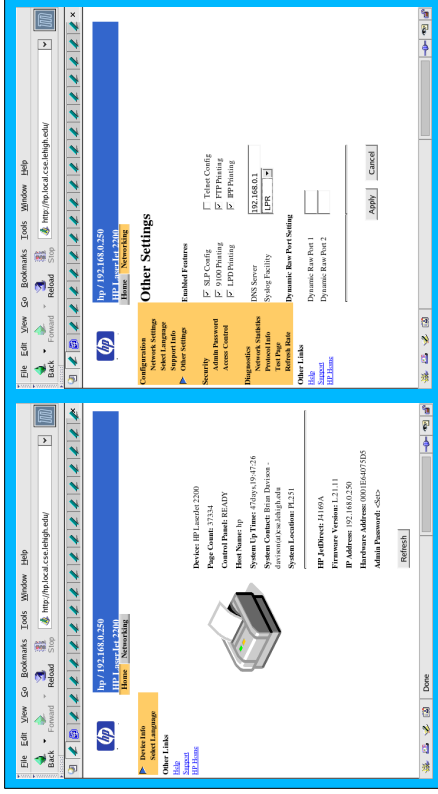 File Edit View Go Bookmarks Tools Window Help
Back Forward Reload Stop
http://hp.local.cse.lehigh.edu/
hp
hp / 192.168.0.250
HP LaserJet 2200
Home Networking
Device Info
Select Language
Other Links
Help
Support
HP Home
Device: HP LaserJet 2200
Page Count: 37334
Control Panel: READY
Host Name: hp
System Up Time: 47days,19:47:26
System Contact: Brian Davison -
davison(at)cse.lehigh.edu
System Location: PL251
HP JetDirect: J4169A
Firmware Version: L.21.11
IP Address: 192.168.0.250
Hardware Address: 0001E64075D5
Admin Password: <Set>
Refresh
Done
File Edit View Go Bookmarks Tools Window Help
Back Forward Reload Stop
http://hp.local.cse.lehigh.edu/
hp
hp / 192.168.0.250
HP LaserJet 2200
Home Networking
Configuration
Network Settings
Select Language
Support Info
Other Settings
Security
Admin Password
Access Control
Diagnostics
Network Statistics
Protocol Info
Test Page
Refresh Rate
Other Links
Help
Support
HP Home
Other Settings
Enabled Features
SLP Config Telnet Config
9100 Printing FTP Printing
LPD Printing IPP Printing
DNS Server 192.168.0.1
Syslog Facility LPR
Dynamic Raw Port Setting
Dynamic Raw Port 1
Dynamic Raw Port 2
Apply Cancel